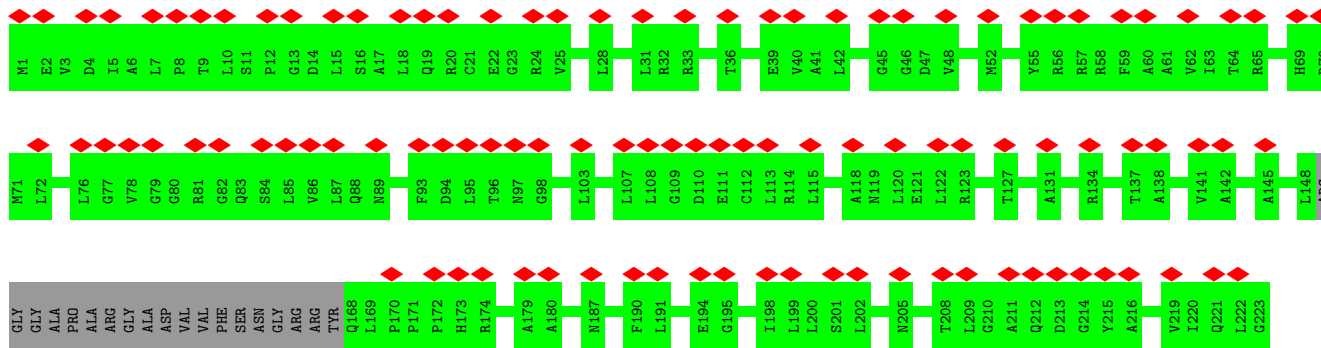 M1 E2 V3 D4 I5 A6 L7 P8 T9 L10 S11 P12 G13 D14 L15 S16 A17 L18 Q19 R20 C21 E22 G23 R24 V25 L28 L31 R32 R33 T36 E39 V40 A41 L42 G45 G46 D47 V48 M52 Y55 R56 R57 R58 F59 A60 A61 V62 I63 T64 R65 H69
M71 L72 L76 G77 V78 G79 G80 R81 G82 Q83 S84 L85 V86 L87 Q88 N89 F93 D94 L95 T96 N97 G98 L103 L107 L108 G109 D110 E111 C112 L113 R114 L115 A118 N119 L120 E121 L122 R123 T127 A131 R134 T137 A138 V141 A142 A145 L148
GLY GLY ALA PRO ALA ARG GLY ALA ASP VAL VAL PHE SER ASN GLY ARG ARG TYR Q168 L169 P170 P171 P172 H173 R174 A179 A180 N187 F190 L191 E194 G195 I198 L199 L200 S201 L202 N205 T208 L209 G210 A211 Q212 D213 G214 Y215 A216 V219 I220 Q221 L222 G223